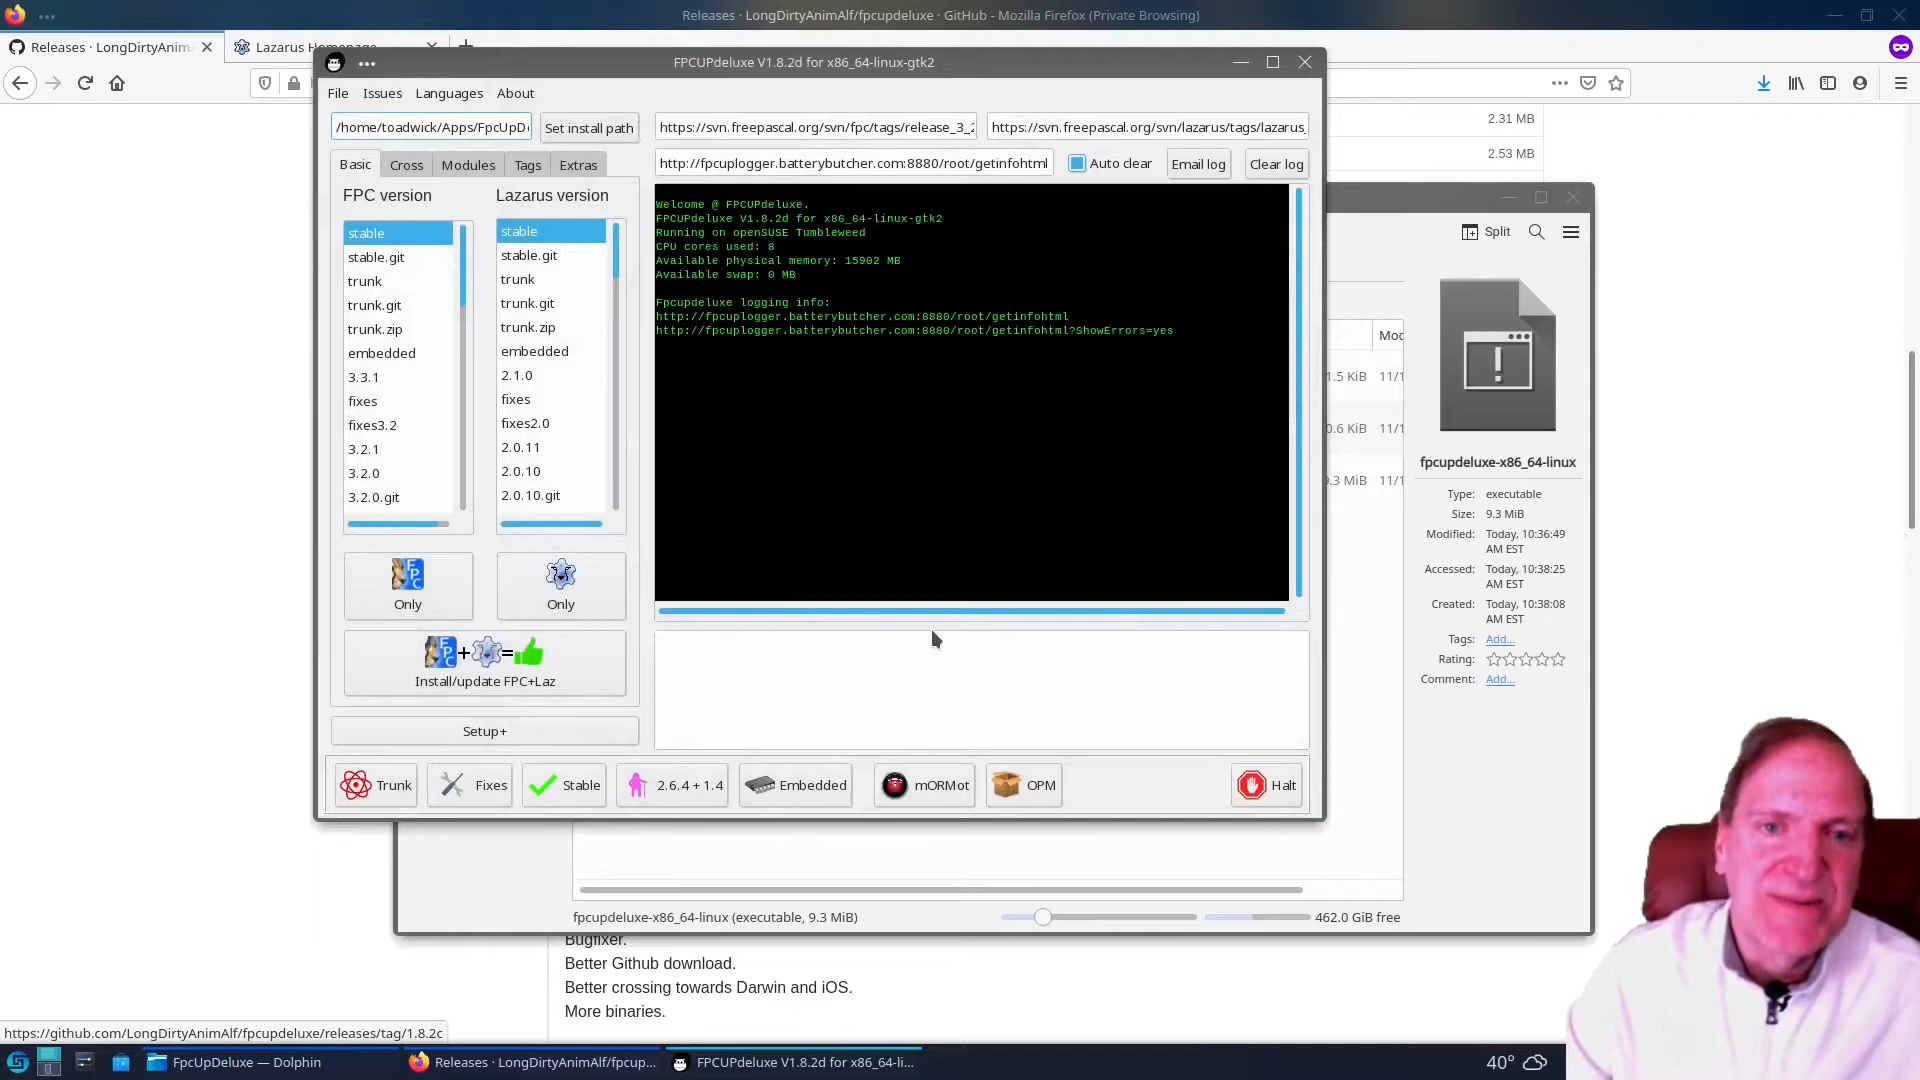 Releases · LongDirtyAnimAlf/fpcupdeluxe · GitHub - Mozilla Firefox (Private Browsing)
Releases · LongDirtyAnim
Lazarus Homepage
FPCUPdeluxe V1.8.2d for x86_64-linux-gtk2
File Issues Languages About
/home/toadwick/Apps/FpcUpD
Set install path
https://svn.freepascal.org/svn/fpc/tags/release_3_2
https://svn.freepascal.org/svn/lazarus/tags/lazarus_
Basic Cross Modules Tags Extras
http://fpcuplogger.batterybutcher.com:8880/root/getinfohtml
Auto clear
Email log
Clear log
FPC version
stable
stable.git
trunk
trunk.git
trunk.zip
embedded
3.3.1
fixes
fixes3.2
3.2.1
3.2.0
3.2.0.git
Lazarus version
stable
stable.git
trunk
trunk.git
trunk.zip
embedded
2.1.0
fixes
fixes2.0
2.0.11
2.0.10
2.0.10.git
FPC
Only
Only
FPC + =
Install/update FPC+Laz
Setup+
Welcome @ FPCUPdeluxe.
FPCUPdeluxe V1.8.2d for x86_64-linux-gtk2
Running on openSUSE Tumbleweed
CPU cores used: 8
Available physical memory: 15902 MB
Available swap: 0 MB
Fpcupdeluxe logging info:
http://fpcuplogger.batterybutcher.com:8880/root/getinfohtml
http://fpcuplogger.batterybutcher.com:8880/root/getinfohtml?ShowErrors=yes
Trunk Fixes Stable 2.6.4 + 1.4 Embedded mORMot OPM Halt
2.31 MB
2.53 MB
Split
Mod
1.5 KiB 11/1
0.6 KiB 11/1
9.3 MiB 11/1
fpcupdeluxe-x86_64-linux
Type: executable
Size: 9.3 MiB
Modified: Today, 10:36:49
AM EST
Accessed: Today, 10:38:25
AM EST
Created: Today, 10:38:08
AM EST
Tags: Add...
Rating:
Comment: Add...
fpcupdeluxe-x86_64-linux (executable, 9.3 MiB)
462.0 GiB free
Bugfixer.
Better Github download.
Better crossing towards Darwin and iOS.
More binaries.
https://github.com/LongDirtyAnimAlf/fpcupdeluxe/releases/tag/1.8.2c
FpcUpDeluxe — Dolphin
Releases · LongDirtyAnimAlf/fpcup...
FPCUPdeluxe V1.8.2d for x86_64-li...
40°